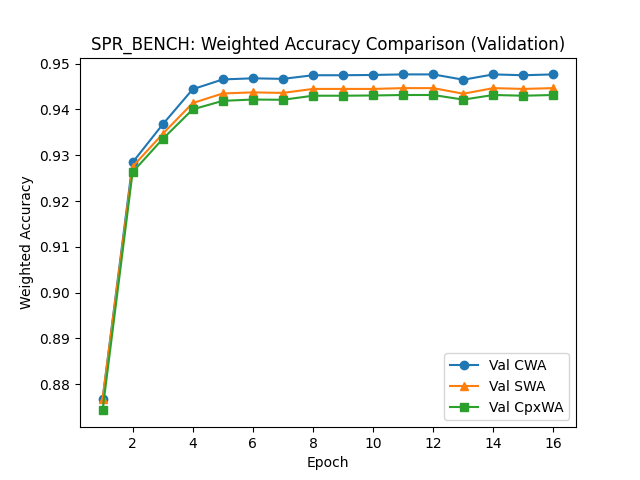 SPR_BENCH: Weighted Accuracy Comparison (Validation)
Weighted Accuracy
0.95
0.94
0.93
0.92
0.91
0.90
0.89
0.88
Val CWA
Val SWA
Val CpxWA
2 4 6 8 10 12 14 16
Epoch